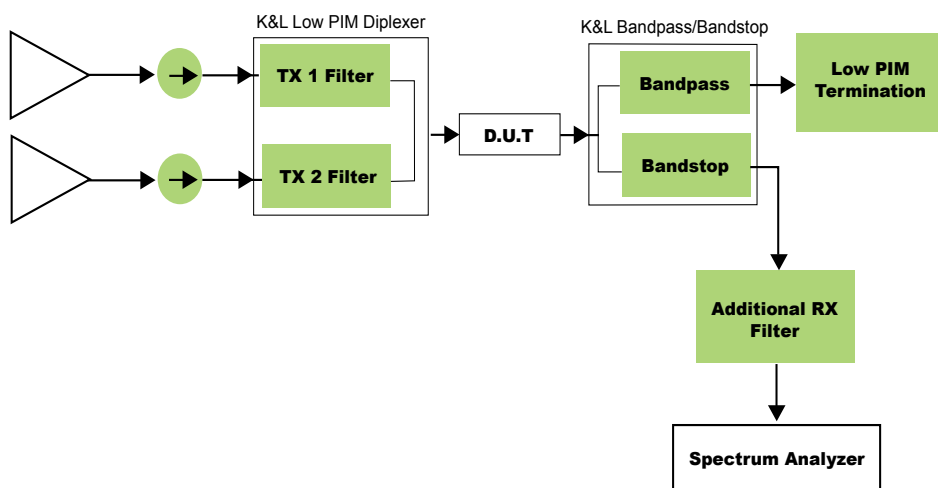 K&L Low PIM Diplexer
K&L Bandpass/Bandstop
TX 1 Filter
TX 2 Filter
D.U.T
Bandpass
Bandstop
Low PIM
Termination
Additional RX
Filter
Spectrum Analyzer